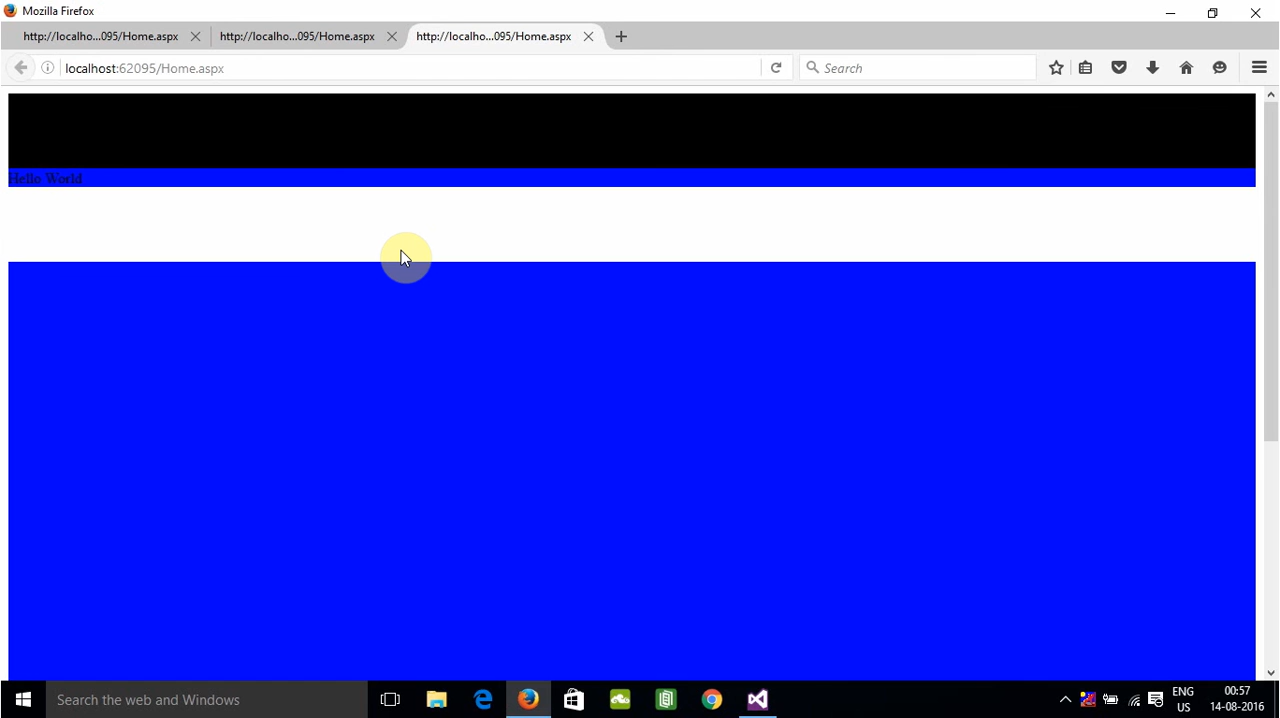 Mozilla Firefox
http://localho...095/Home.aspx http://localho...095/Home.aspx http://localho...095/Home.aspx
localhost:62095/Home.aspx Search
Hello World
Search the web and Windows
ENG 00:57
US 14-08-2016